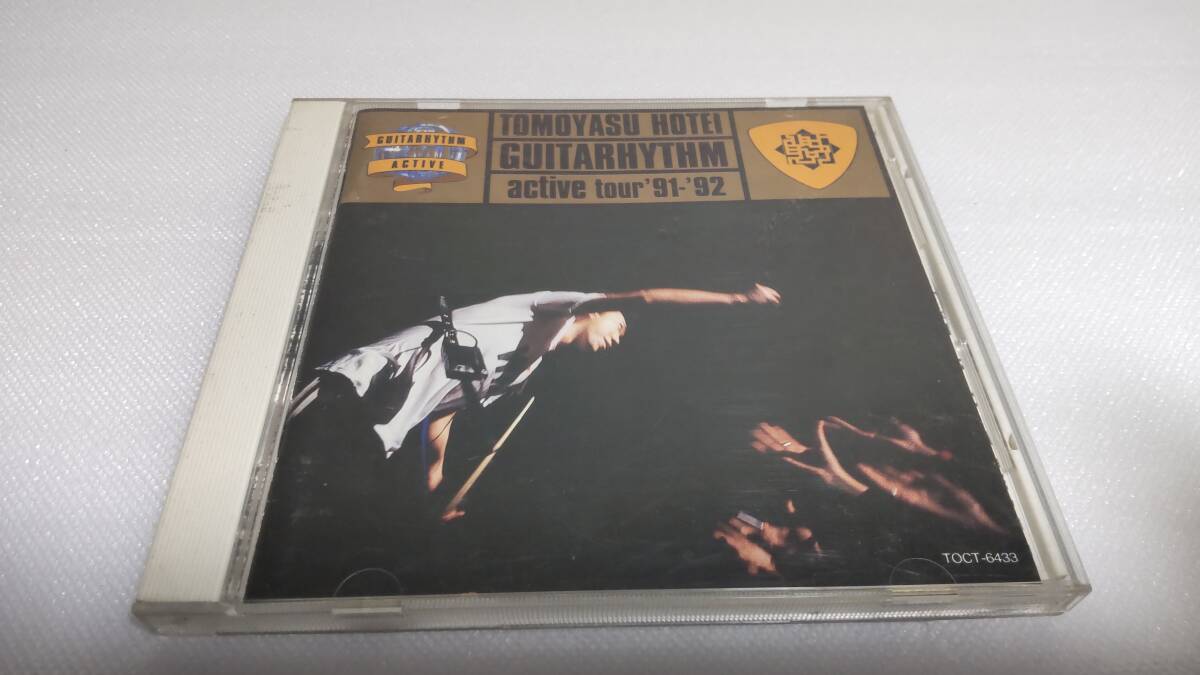 GUITARHYTHM
ACTIVE
TOMOYASU HOTEI
GUITARHYTHM
active tour '91-'92
TOCT-6433